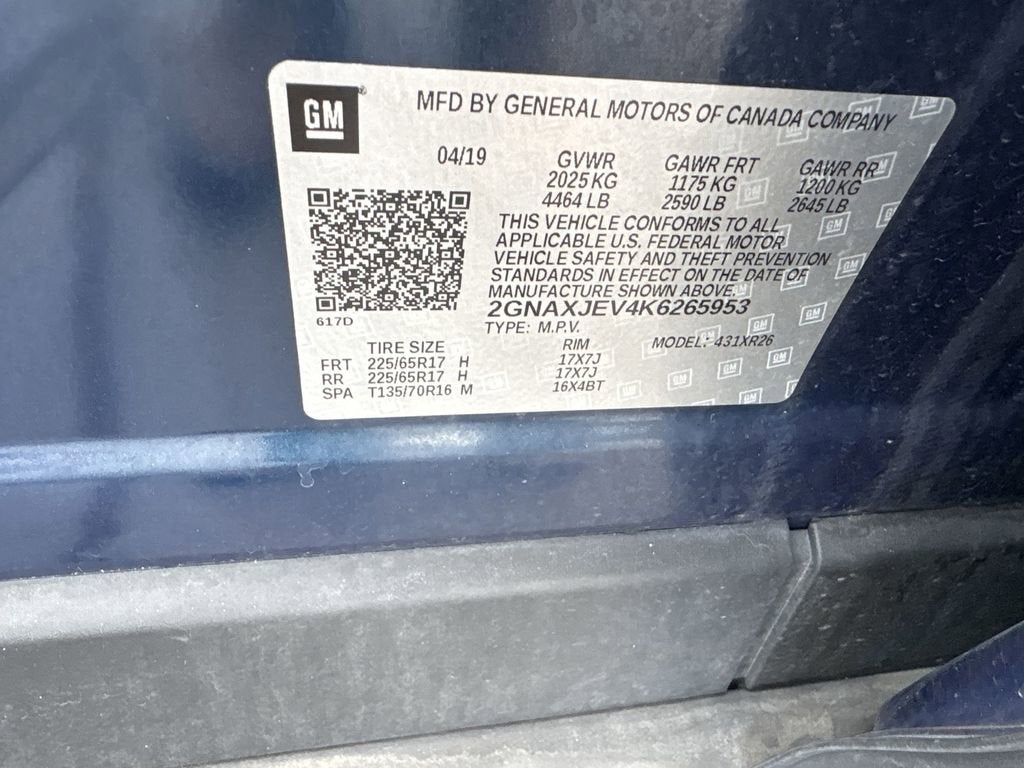 GM
MFD BY GENERAL MOTORS OF CANADA COMPANY
04/19 GVWR GAWR FRT GAWR RR
2025 KG 1175 KG 1200 KG
4464 LB 2590 LB 2645 LB
THIS VEHICLE CONFORMS TO ALL
APPLICABLE U.S. FEDERAL MOTOR
VEHICLE SAFETY AND THEFT PREVENTION
STANDARDS IN EFFECT ON THE DATE OF
MANUFACTURE SHOWN ABOVE.
2GNAXJEV4K6265953
617D
TYPE: M.P.V.
TIRE SIZE RIM MODEL: 431XR26
FRT 225/65R17 H 17X7J
RR 225/65R17 H 17X7J
SPA T135/70R16 M 16X4BT